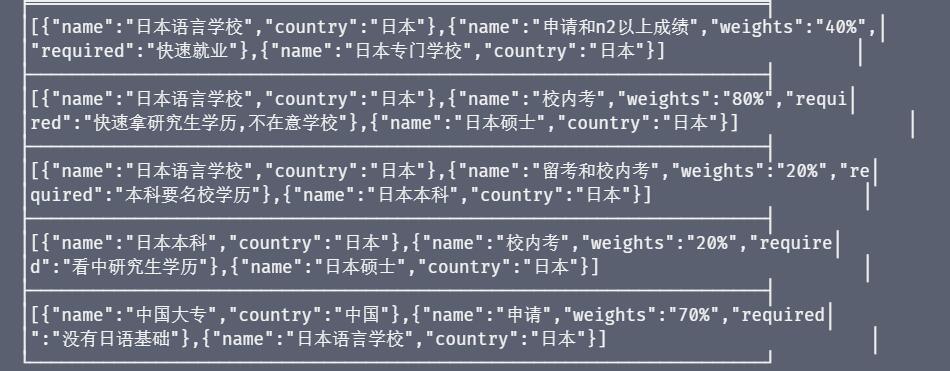 [{"name":"日本语言学校","country":"日本"},{"name":"申请和n2以上成绩","weights":"40%",
"required":"快速就业"},{"name":"日本专门学校","country":"日本"}]
[{"name":"日本语言学校","country":"日本"},{"name":"校内考","weights":"80%","requi
red":"快速拿研究生学历,不在意学校"},{"name":"日本硕士","country":"日本"}]
[{"name":"日本语言学校","country":"日本"},{"name":"留考和校内考","weights":"20%","re
quired":"本科要名校学历"},{"name":"日本本科","country":"日本"}]
[{"name":"日本本科","country":"日本"},{"name":"校内考","weights":"20%","require
d":"看中研究生学历"},{"name":"日本硕士","country":"日本"}]
[{"name":"中国大专","country":"中国"},{"name":"申请","weights":"70%","required
":"没有日语基础"},{"name":"日本语言学校","country":"日本"}]